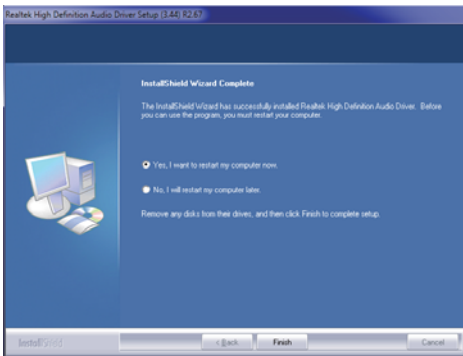 Realtek High Definition Audio Driver Setup (3.44) R2.67
InstallShield Wizard Complete
The InstallShield Wizard has successfully installed Realtek High Definition Audio Driver. Before
you can use the program, you must restart your computer.
Yes, I want to restart my computer now.
No, I will restart my computer later.
Remove any disks from their drives, and then click Finish to complete setup.
InstallShield
< Back
Finish
Cancel